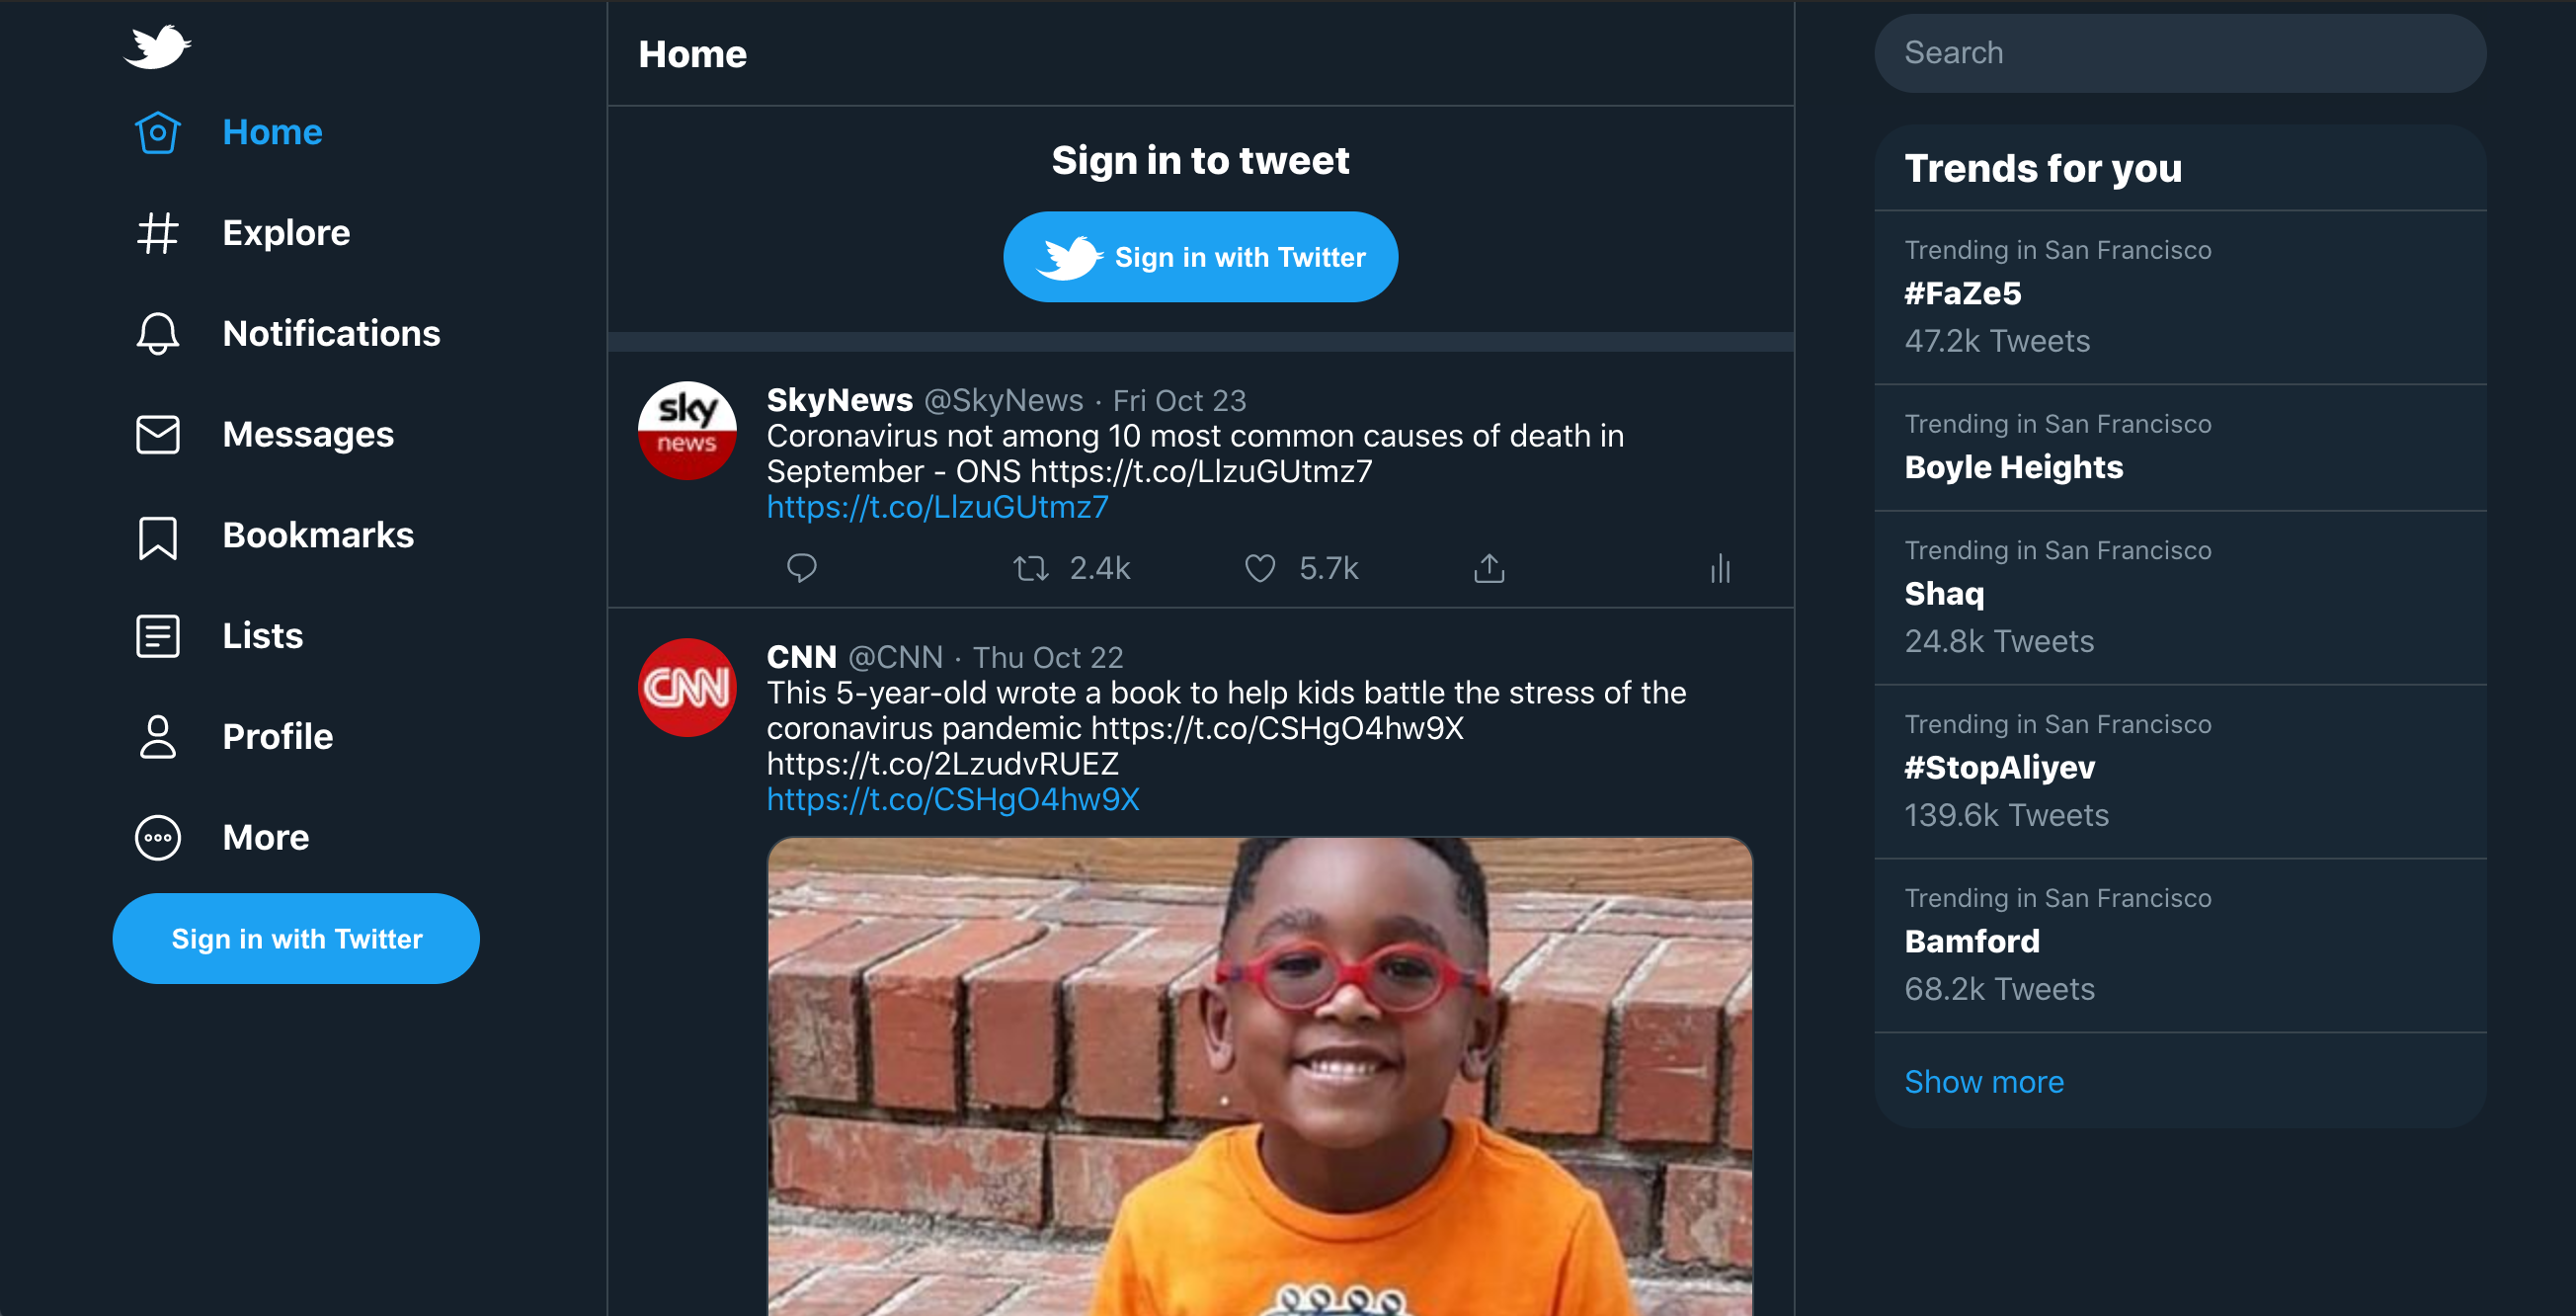 Home
Explore
Notifications
Messages
Bookmarks
Lists
Profile
More
Sign in with Twitter
Home
Sign in to tweet
Sign in with Twitter
sky
news
SkyNews @SkyNews · Fri Oct 23
Coronavirus not among 10 most common causes of death in
September - ONS https://t.co/LlzuGUtmz7
https://t.co/LlzuGUtmz7
2.4k 5.7k
CNN
CNN @CNN · Thu Oct 22
This 5-year-old wrote a book to help kids battle the stress of the
coronavirus pandemic https://t.co/CSHgO4hw9X
https://t.co/2LzudvRUEZ
https://t.co/CSHgO4hw9X
Search
Trends for you
Trending in San Francisco
#FaZe5
47.2k Tweets
Trending in San Francisco
Boyle Heights
Trending in San Francisco
Shaq
24.8k Tweets
Trending in San Francisco
#StopAliyev
139.6k Tweets
Trending in San Francisco
Bamford
68.2k Tweets
Show more